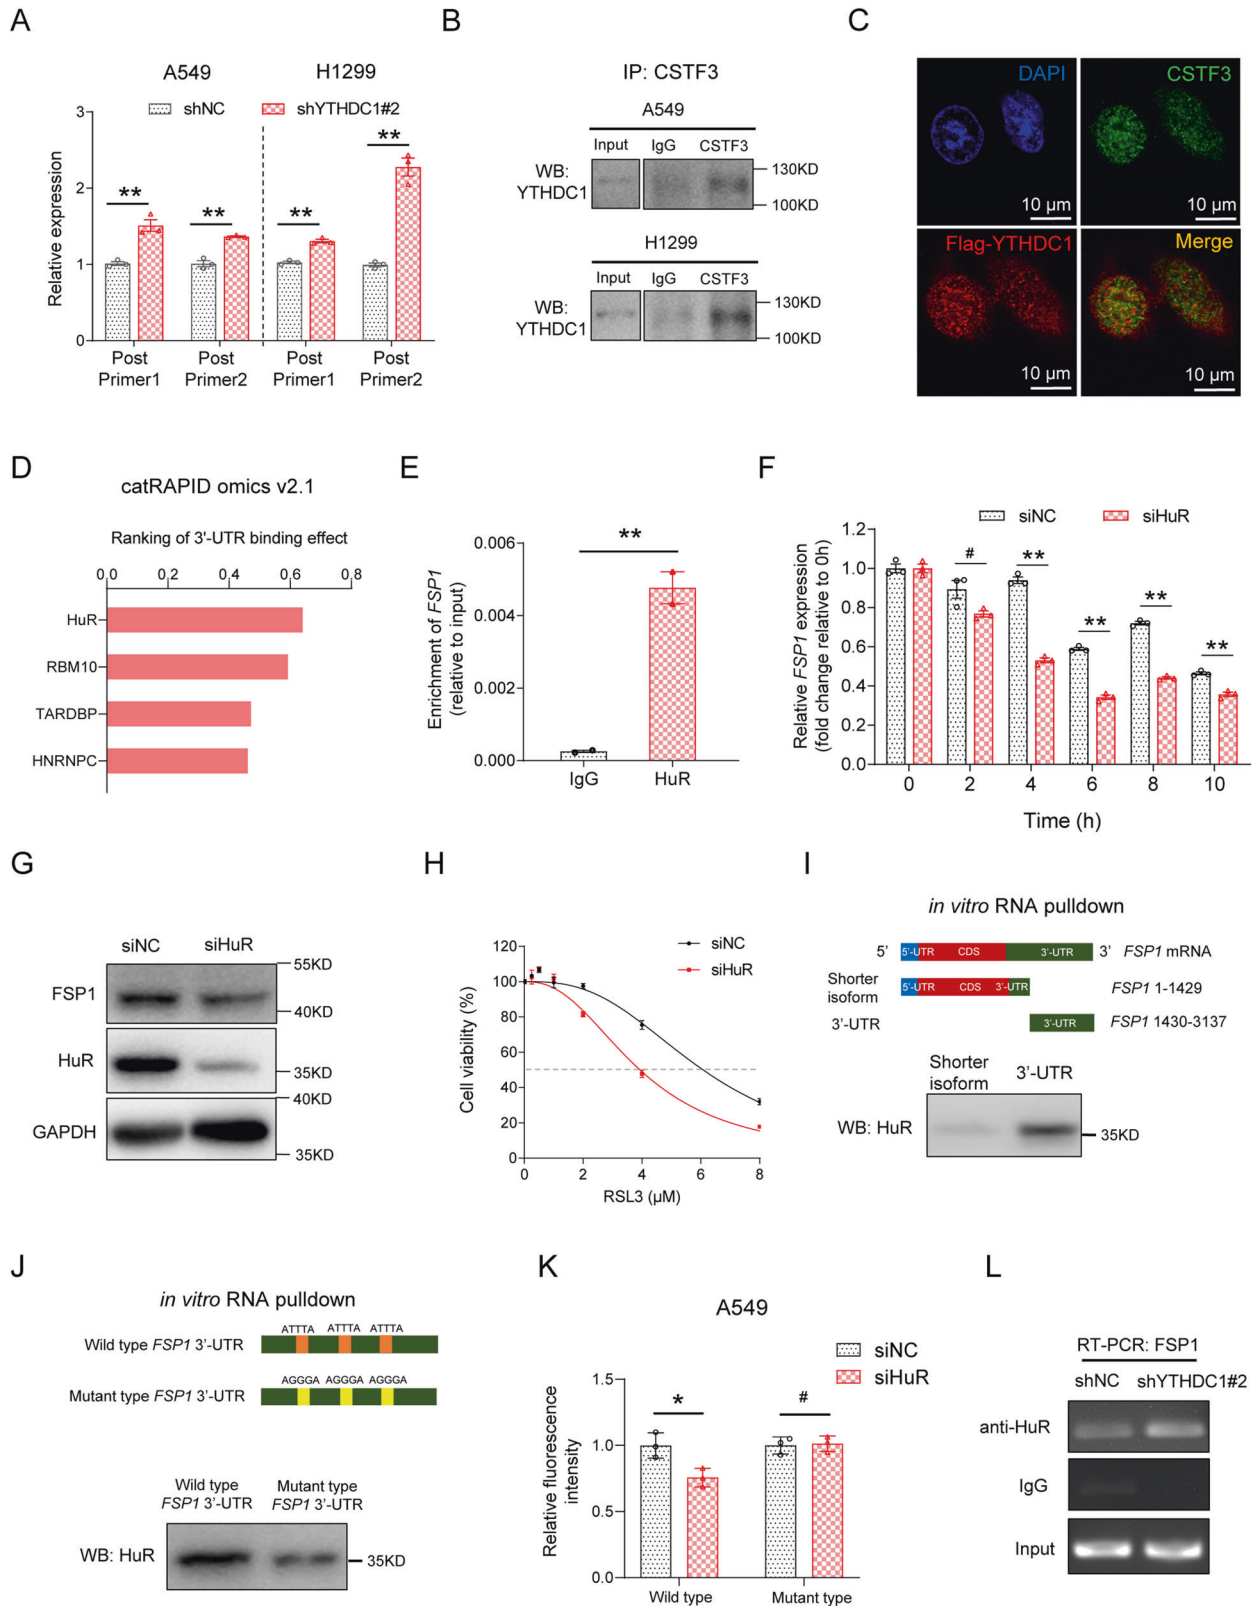 A
A549
H1299
shNC
shYTHDC1#2
Relative expression
3
2
1
0
**
**
**
**
Post
Primer1
Post
Primer2
Post
Primer1
Post
Primer2
B
IP: CSTF3
A549
Input
IgG
CSTF3
WB:
YTHDC1
130KD
100KD
H1299
Input
IgG
CSTF3
WB:
YTHDC1
130KD
100KD
C
DAPI
10 μm
CSTF3
10 μm
Flag-YTHDC1
10 μm
Merge
10 μm
D
catRAPID omics v2.1
Ranking of 3'-UTR binding effect
0.0 0.2 0.4 0.6 0.8
HuR
RBM10
TARDBP
HNRNPC
E
Enrichment of FSP1
(relative to input)
0.006
0.004
0.002
0.000
**
IgG
HuR
F
siNC
siHuR
Relative FSP1 expression
(fold change relative to 0h)
1.2
1.0
0.8
0.6
0.4
0.2
0.0
#
**
**
**
**
0 2 4 6 8 10
Time (h)
G
siNC
siHuR
FSP1
55KD
40KD
HuR
35KD
GAPDH
40KD
35KD
H
siNC
siHuR
Cell viability (%)
120
100
80
60
40
20
0
0 2 4 6 8
RSL3 (μM)
I
in vitro RNA pulldown
5'
5'-UTR
CDS
3'-UTR
3'
FSP1 mRNA
Shorter
isoform
5'-UTR
CDS
3'-UTR
FSP1 1-1429
3'-UTR
3'-UTR
FSP1 1430-3137
Shorter
isoform
3'-UTR
WB: HuR
35KD
J
in vitro RNA pulldown
ATTTA ATTTA ATTTA
Wild type FSP1 3'-UTR
AGGGA AGGGA AGGGA
Mutant type FSP1 3'-UTR
Wild type
FSP1 3'-UTR
Mutant type
FSP1 3'-UTR
WB: HuR
35KD
K
A549
siNC
siHuR
Relative fluorescence
intensity
1.5
1.0
0.5
0.0
*
#
Wild type
Mutant type
L
RT-PCR: FSP1
shNC
shYTHDC1#2
anti-HuR
IgG
Input